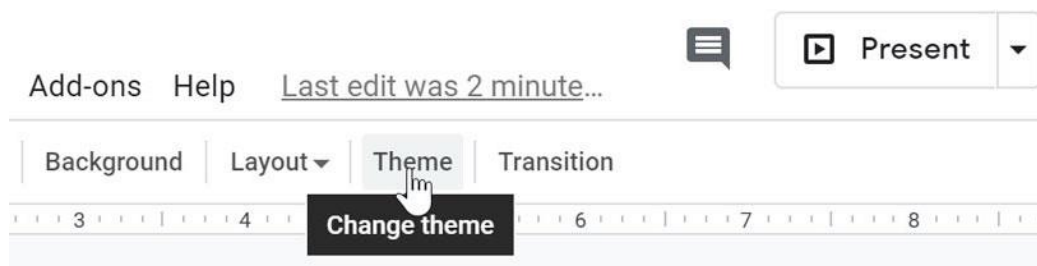 Present
Add-ons Help Last edit was 2 minute…
Background Layout Theme Transition
3 4 6 7 8
Change theme